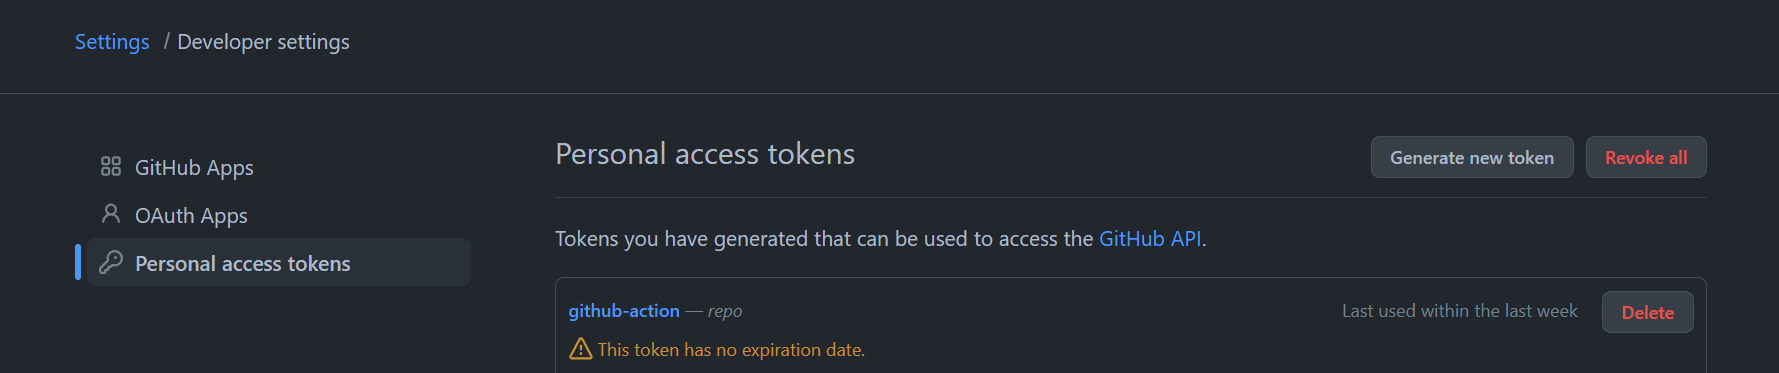 Settings / Developer settings
GitHub Apps
OAuth Apps
Personal access tokens
Personal access tokens
Generate new token
Revoke all
Tokens you have generated that can be used to access the GitHub API.
github-action — repo
Last used within the last week
Delete
This token has no expiration date.